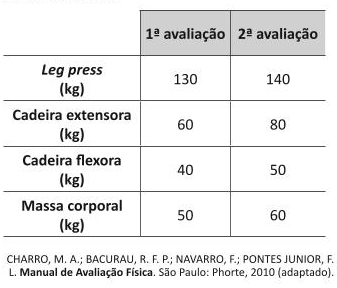 1ª avaliação 2ª avaliação
Leg press
(kg) 130 140
Cadeira extensora
(kg) 60 80
Cadeira flexora
(kg) 40 50
Massa corporal
(kg) 50 60
CHARRO, M. A.; BACURAU, R. F. P.; NAVARRO, F.; PONTES JUNIOR, F.
L. Manual de Avaliação Física. São Paulo: Phorte, 2010 (adaptado).